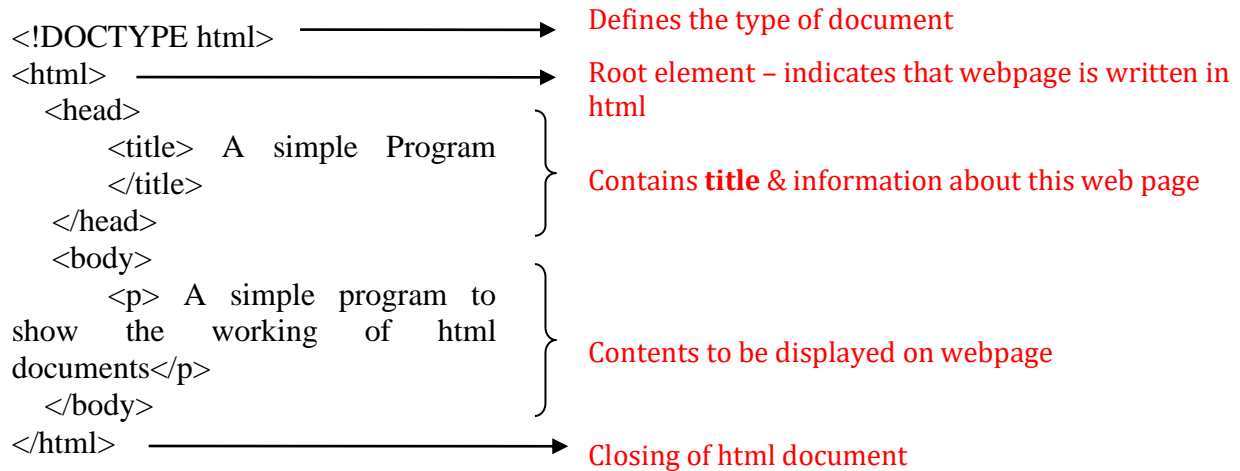 <!DOCTYPE html>
Defines the type of document
<html>
Root element – indicates that webpage is written in
html
<head>
<title> A simple Program
</title>
Contains title & information about this web page
</head>
<body>
<p> A simple program to
show the working of html
documents</p>
Contents to be displayed on webpage
</body>
</html>
Closing of html document